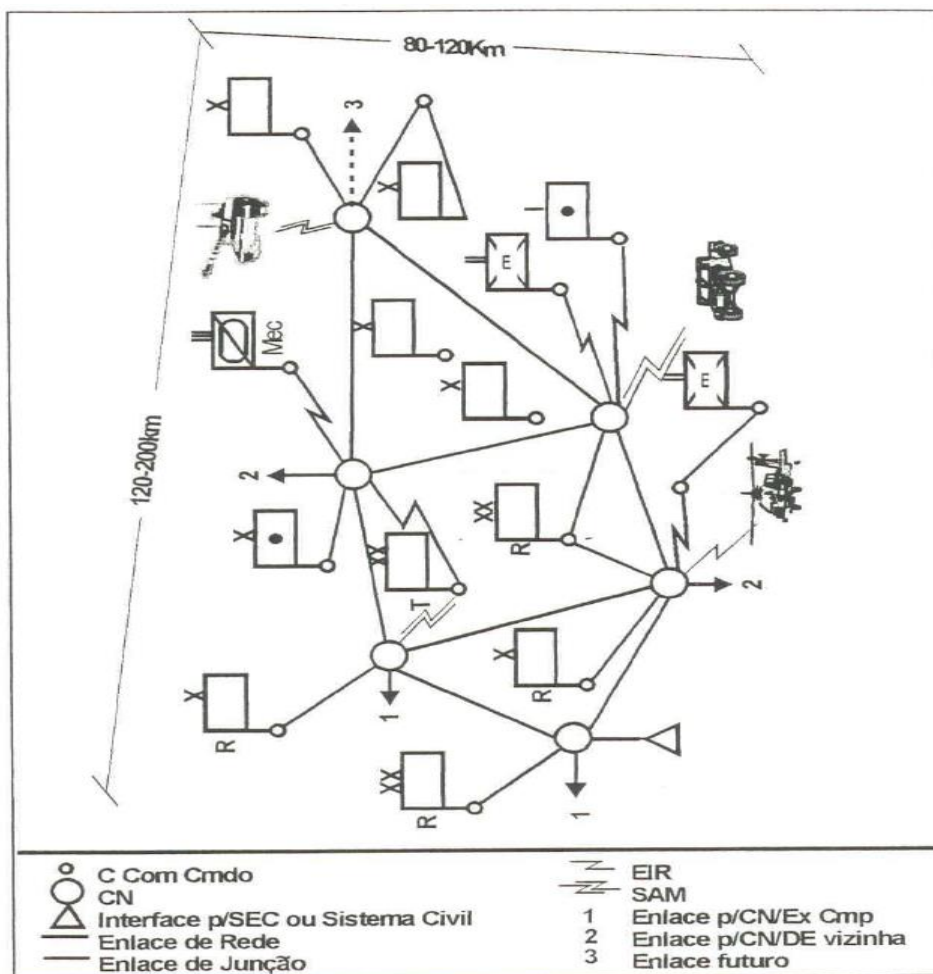 80-120Km
120-200km
X
3
X
I
E
Mec
X
X
E
2
X
XX
R
XX
T
2
X
R
X
R
1
XX
R
1
C Com Cmdo
CN
Interface p/SEC ou Sistema Civil
Enlace de Rede
Enlace de Junção
EIR
SAM
1 Enlace p/CN/Ex Cmp
2 Enlace p/CN/DE vizinha
3 Enlace futuro